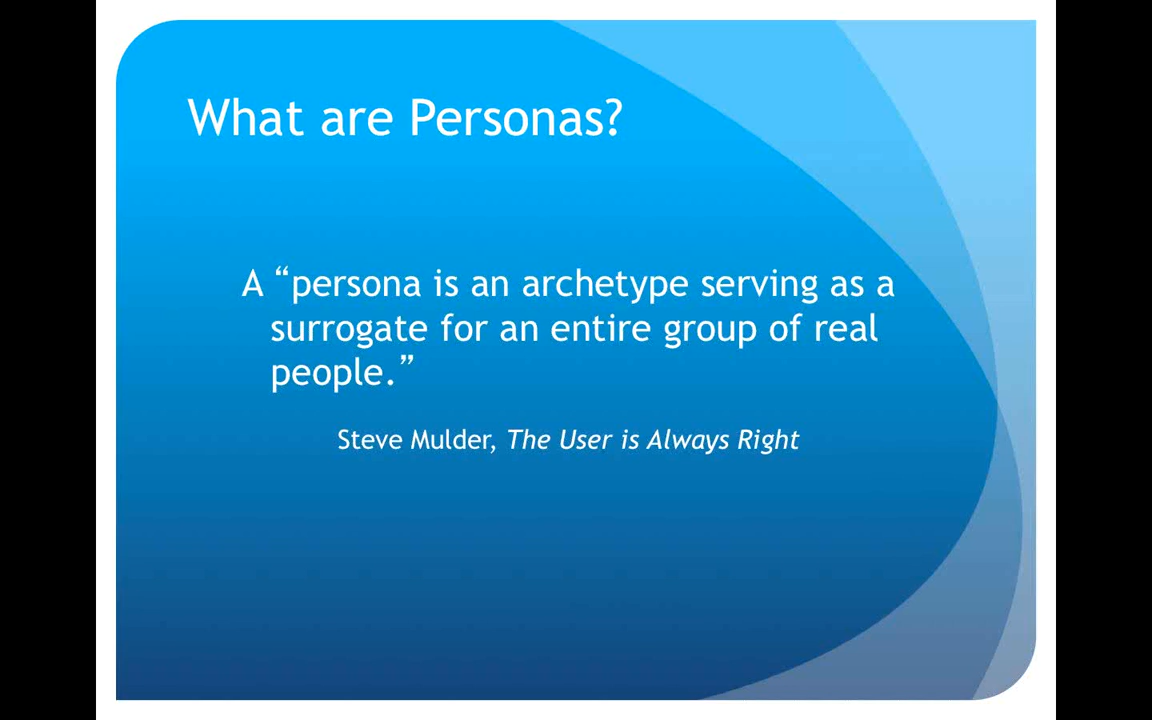 What are Personas?
A “persona is an archetype serving as a
surrogate for an entire group of real
people.”
Steve Mulder, The User is Always Right